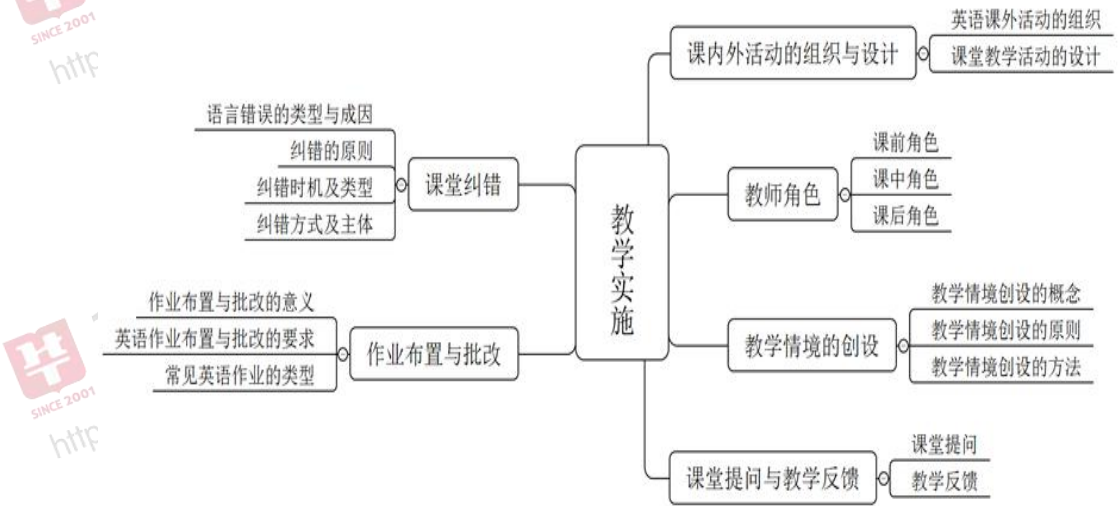 SINCE 2001
http
语言错误的类型与成因
纠错的原则
纠错时机及类型
纠错方式及主体
课堂纠错
作业布置与批改的意义
英语作业布置与批改的要求
常见英语作业的类型
作业布置与批改
SINCE 2001
http
教学实施
课内外活动的组织与设计
英语课外活动的组织
课堂教学活动的设计
教师角色
课前角色
课中角色
课后角色
教学情境的创设
教学情境创设的概念
教学情境创设的原则
教学情境创设的方法
课堂提问与教学反馈
课堂提问
教学反馈